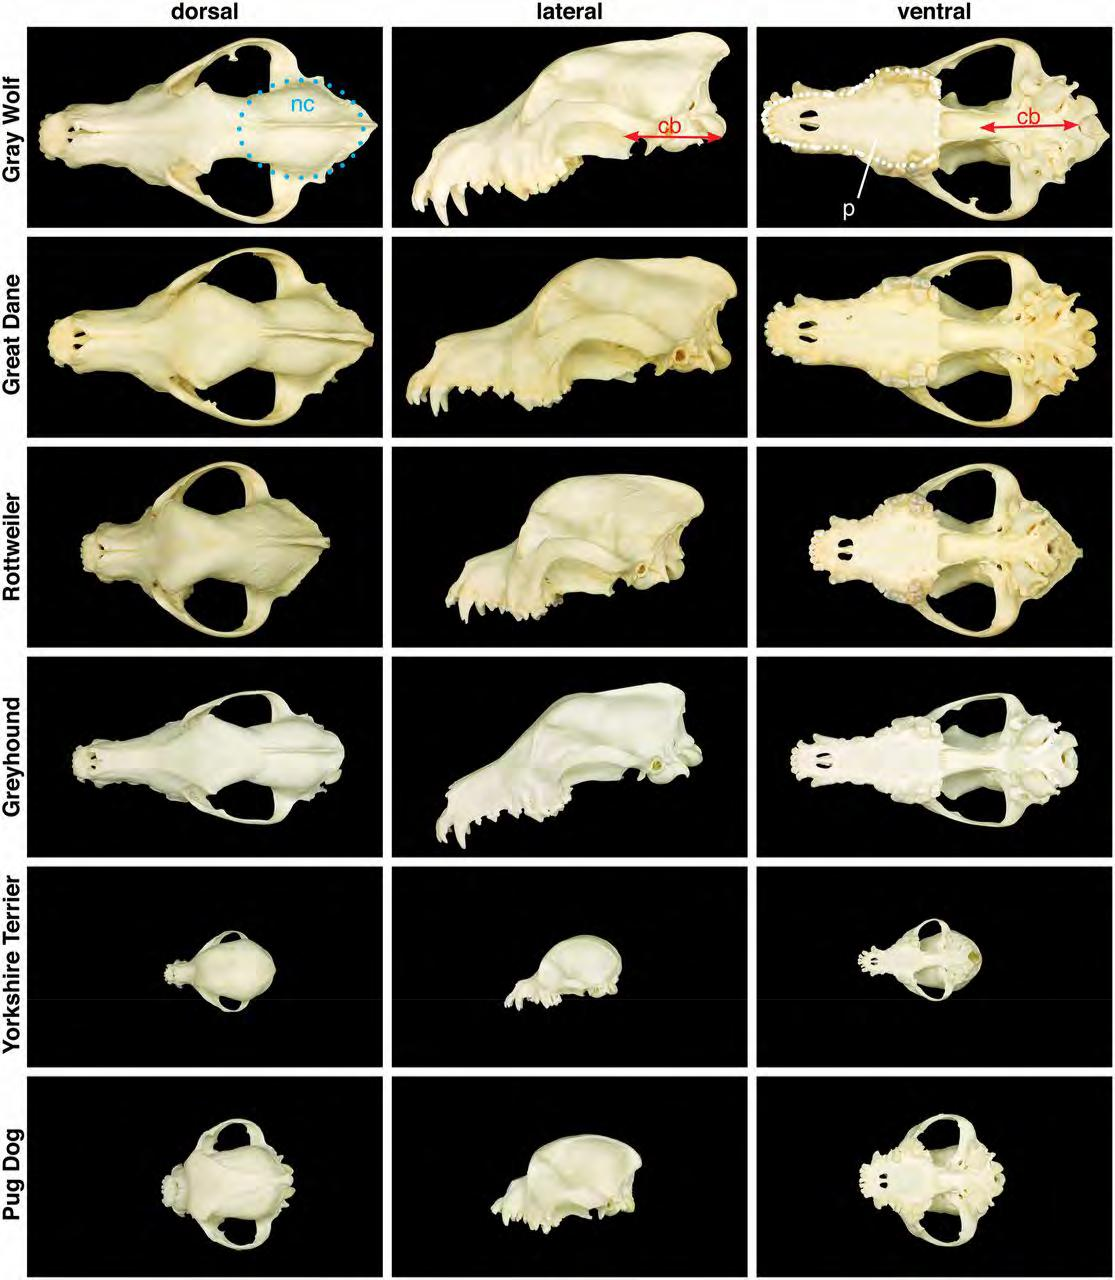 dorsal
lateral
ventral
Gray Wolf
nc
cb
cb
p
Great Dane
Rottweiler
Greyhound
Yorkshire Terrier
Pug Dog